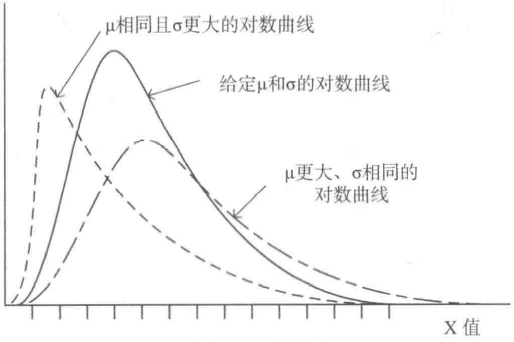 μ相同且σ更大的对数曲线
给定μ和σ的对数曲线
μ更大、σ相同的
对数曲线
X 值